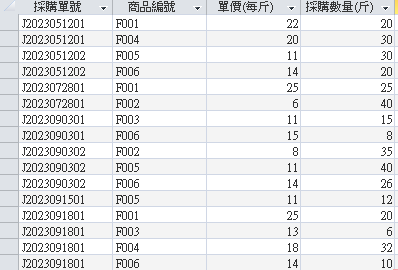 採購單號 商品編號 單價(每斤) 採購數量(斤)
J2023051201 F001 22 20
J2023051201 F004 20 30
J2023051202 F005 11 30
J2023051202 F006 14 20
J2023072801 F001 25 25
J2023072801 F002 6 40
J2023090301 F003 11 15
J2023090301 F006 15 8
J2023090302 F002 8 35
J2023090302 F005 11 40
J2023090302 F006 14 26
J2023091501 F005 11 12
J2023091801 F001 25 20
J2023091801 F003 13 6
J2023091801 F004 18 32
J2023091801 F006 14 10